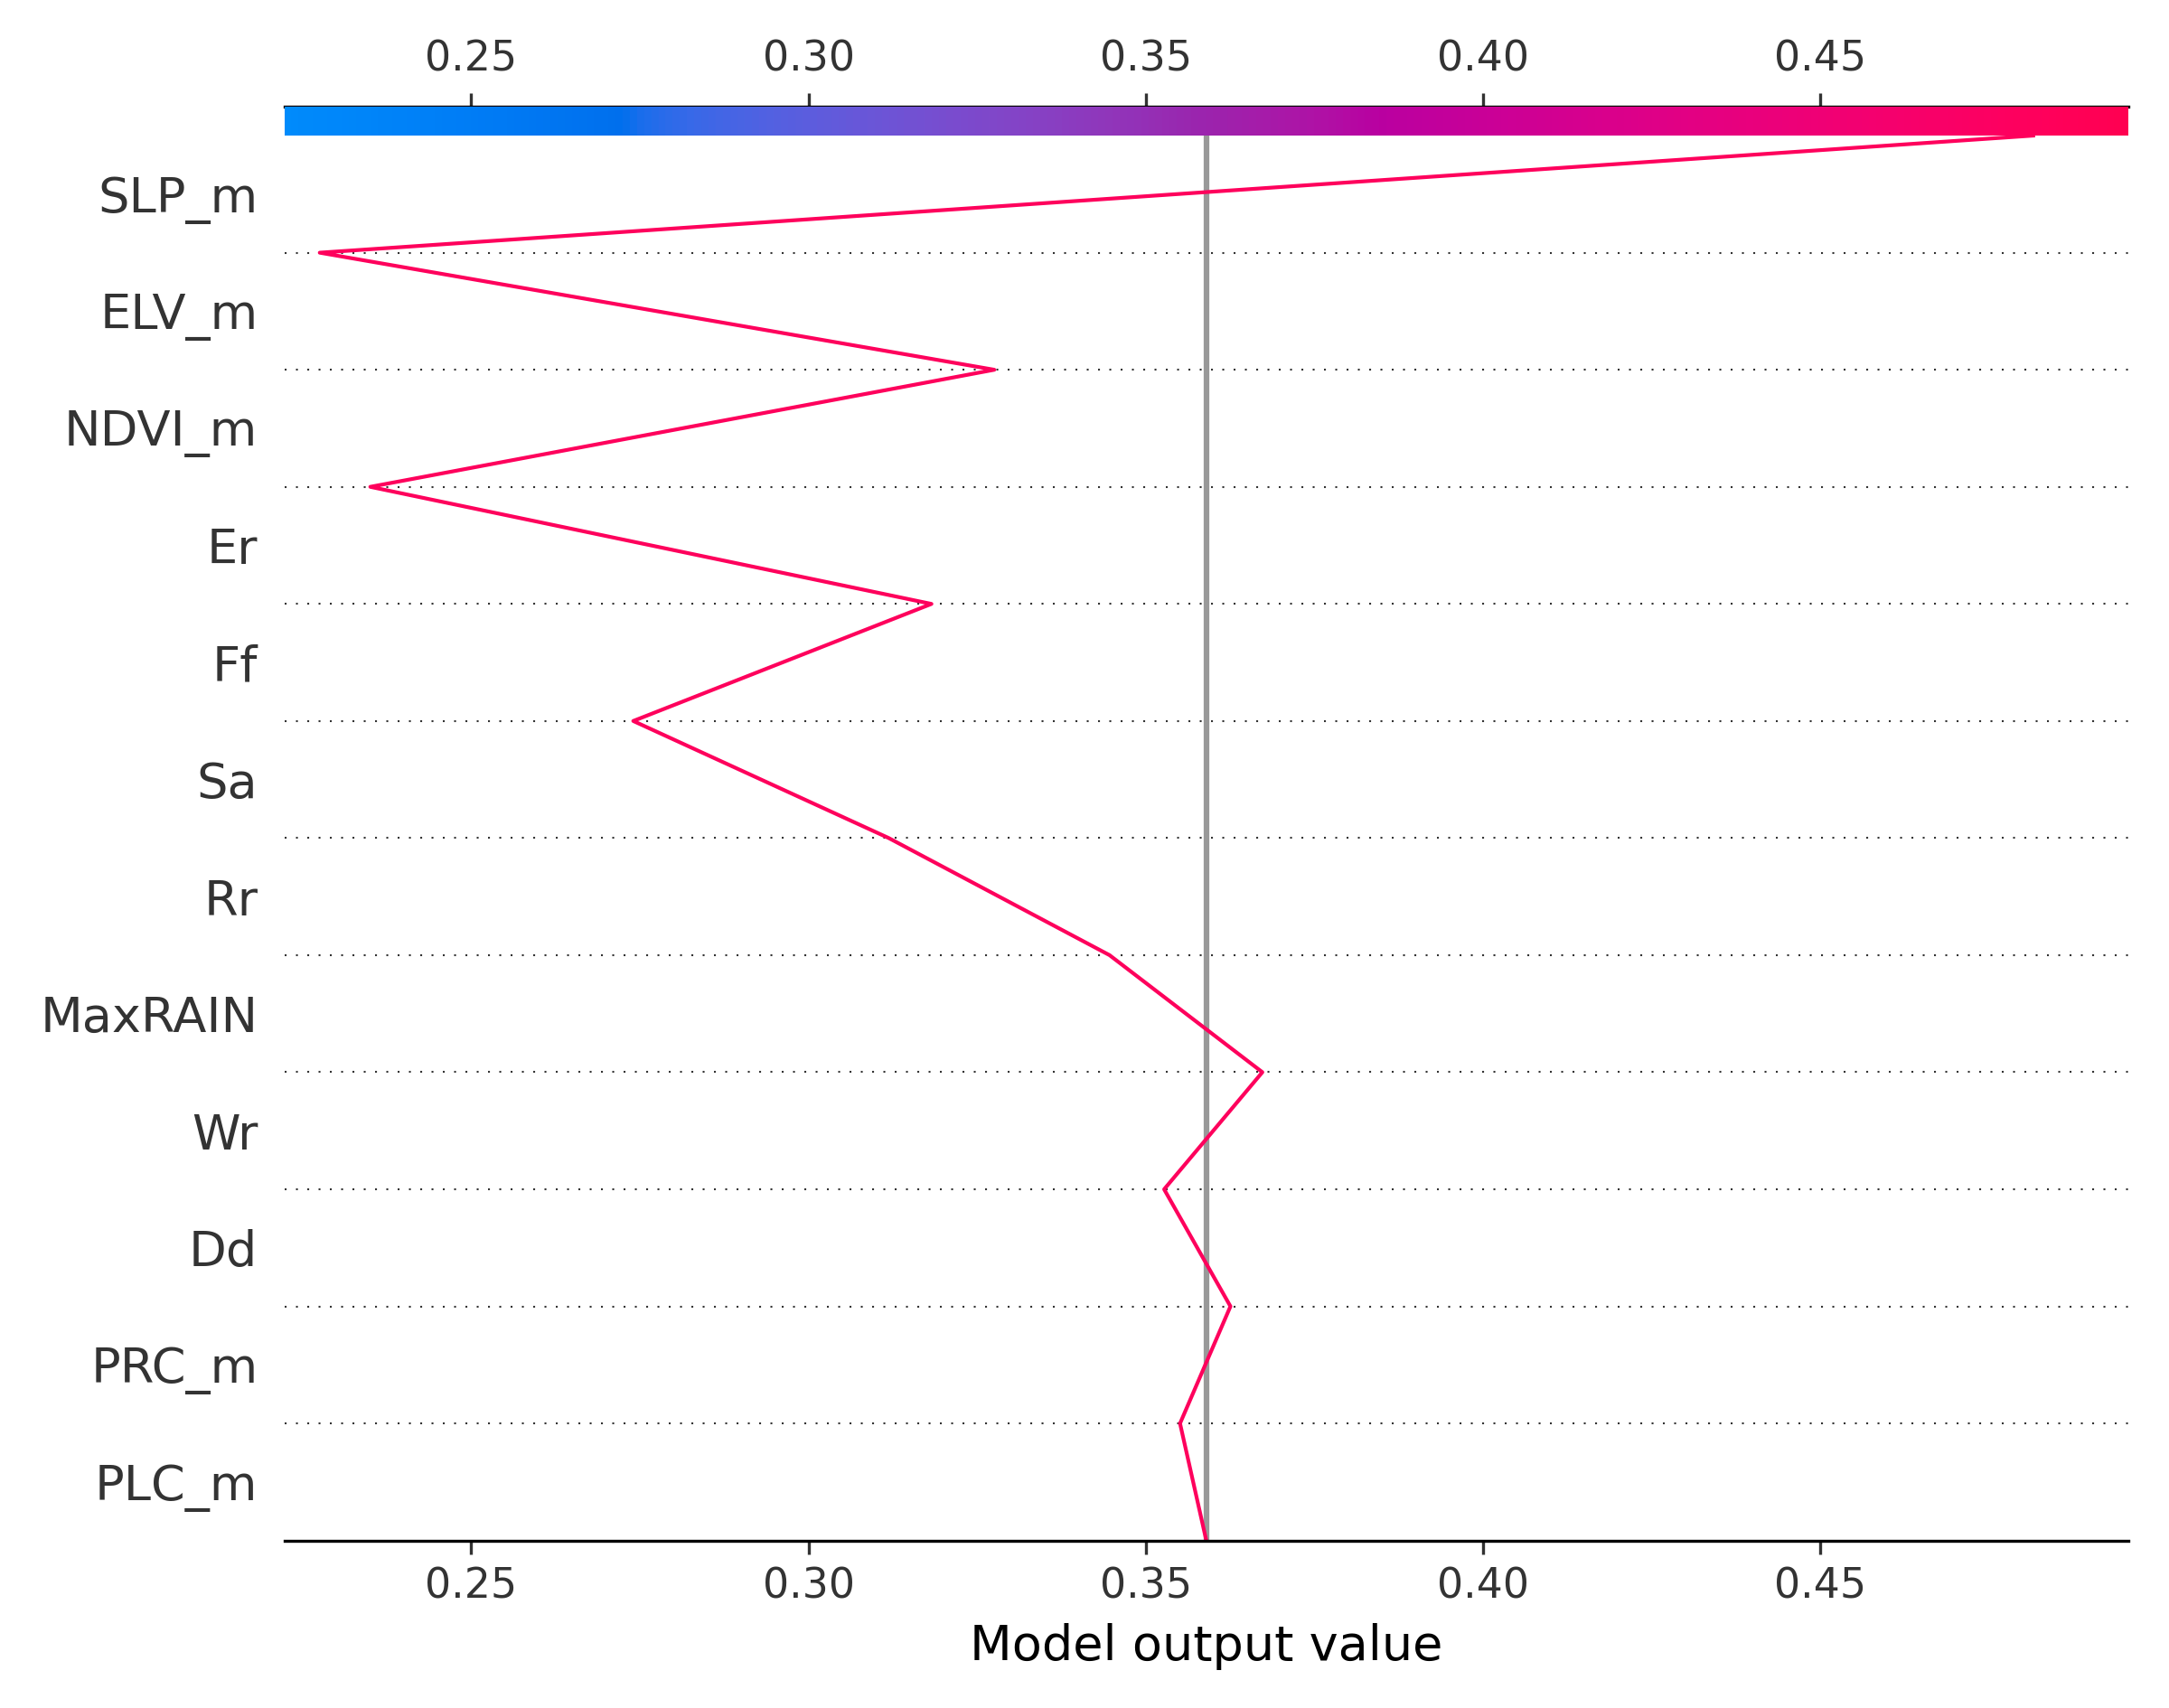 0.25 0.30 0.35 0.40 0.45
SLP_m
ELV_m
NDVI_m
Er
Ff
Sa
Rr
MaxRAIN
Wr
Dd
PRC_m
PLC_m
0.25 0.30 0.35 0.40 0.45
Model output value